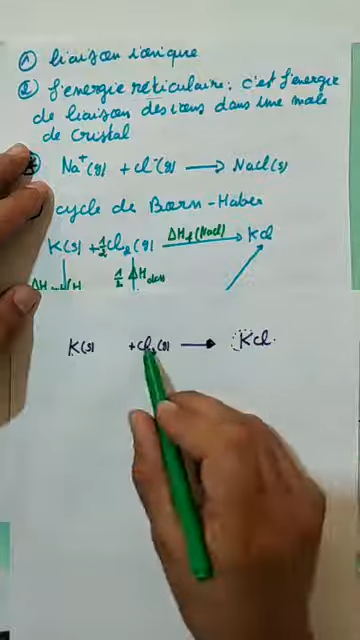 ① liaison ionique
② l'énergie réticulaire : c'est l'énergie
de liaison des ions dans une mole
de cristal
Na⁺(g) + Cl⁻(g) → NaCl(s)
cycle de Born-Haber
K(s) + ½Cl₂(g) ΔHf(NaCl) → KCl
½ ΔHdiss
K(s) + Cl₂(g) → KCl